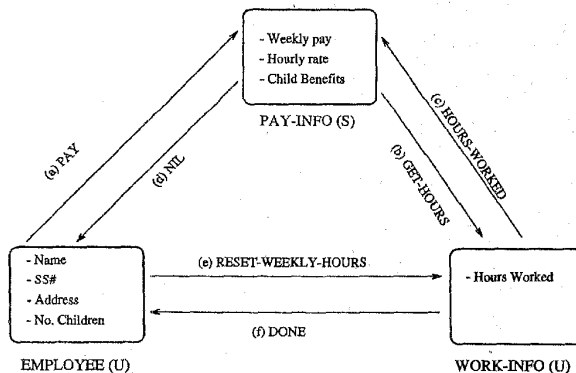 - Weekly pay
- Hourly rate
- Child Benefits
PAY-INFO (S)
(a) PAY
(d) NIL
(b) GET-HOURS
(c) HOURS-WORKED
- Name
- SS#
- Address
- No. Children
EMPLOYEE (U)
(e) RESET-WEEKLY-HOURS
(f) DONE
- Hours Worked
WORK-INFO (U)